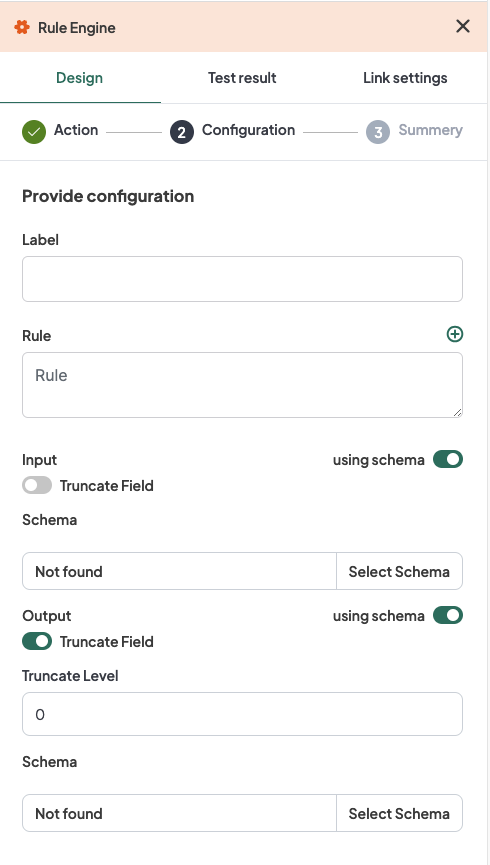 Rule Engine
Design Test result Link settings
Action 2 Configuration 3 Summery
Provide configuration
Label
Rule
Rule
Input using schema
Truncate Field
Schema
Not found Select Schema
Output using schema
Truncate Field
Truncate Level
0
Schema
Not found Select Schema